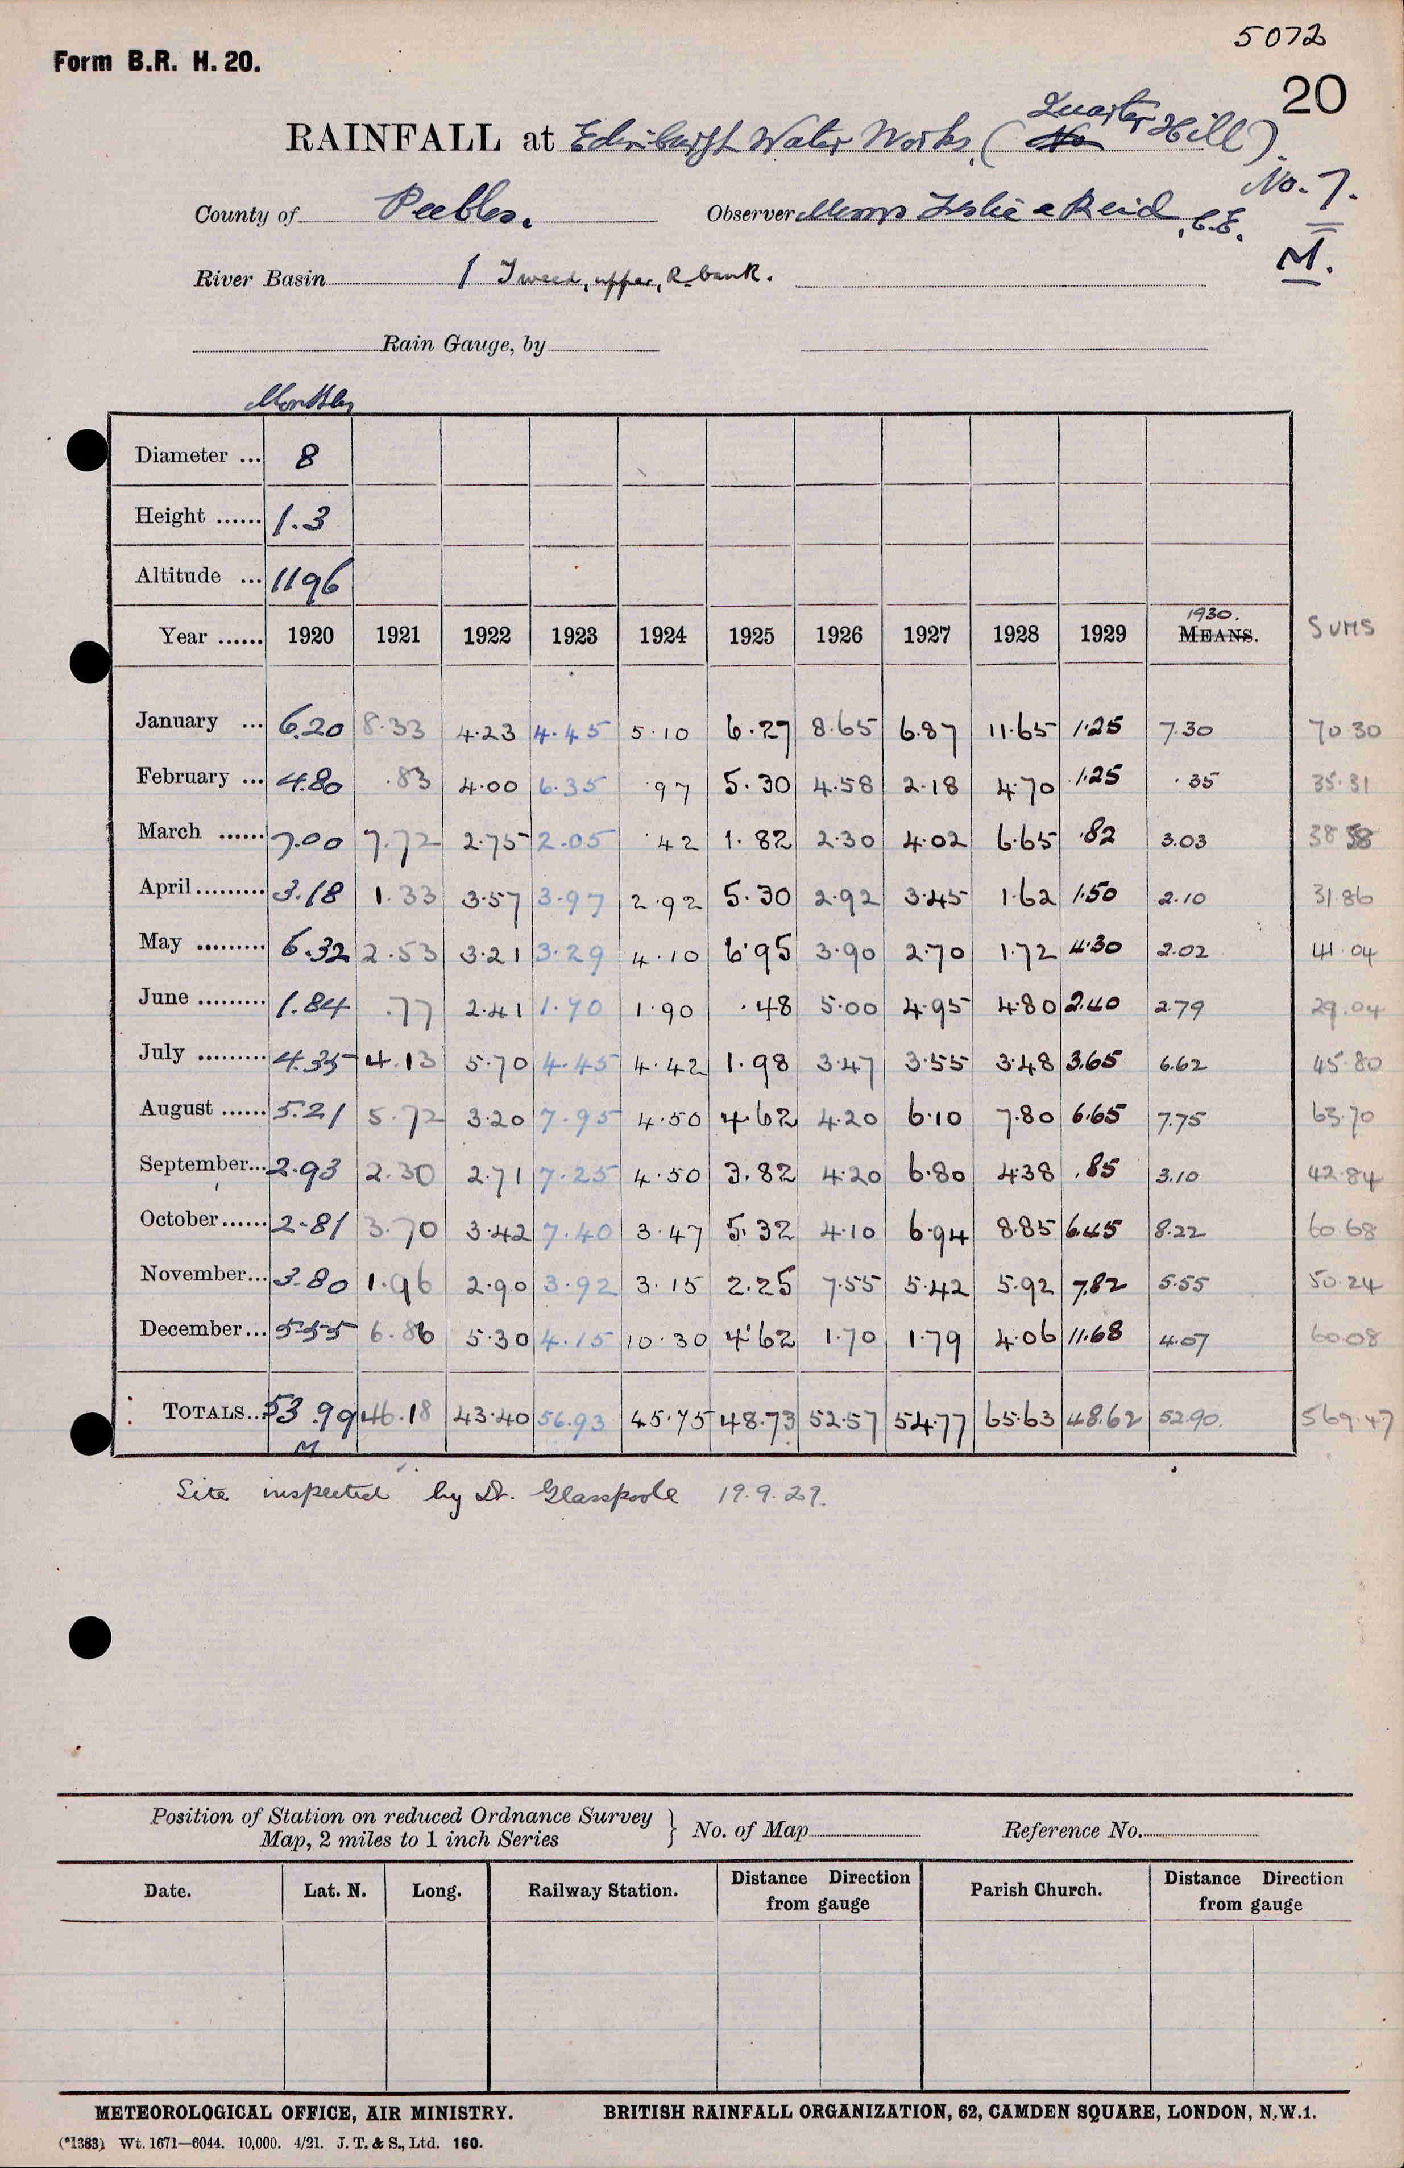 5072
Form B.R. H. 20.
20
Quarter
RAINFALL at Edinburgh Water Works. ( Hill).
No. 7.
County of Peebles. Observer Messrs Leslie & Reid, C.E.
M.
River Basin / Tweed, upper, R. bank.
Rain Gauge, by
Monthly
Diameter ... 8
Height ...... 1.3
Altitude ... 1196
1930.
Year ...... 1920 1921 1922 1923 1924 1925 1926 1927 1928 1929 MEANS. SUMS
January ... 6.20 8.33 4.23 4.45 5.10 6.27 8.65 6.87 11.65 1.25 7.30 70.30
February ... 4.80 .83 4.00 6.35 .97 5.30 4.58 2.18 4.70 1.25 .35 35.31
March ...... 7.00 7.72 2.75 2.05 .42 1.82 2.30 4.02 6.65 .82 3.03 38.58
April ......... 3.18 1.33 3.57 3.97 2.92 5.30 2.92 3.45 1.62 1.50 2.10 31.86
May ......... 6.32 2.53 3.21 3.29 4.10 6.95 3.90 2.70 1.72 4.30 2.02 41.04
June ......... 1.84 .77 2.41 1.70 1.90 .48 5.00 4.95 4.80 2.40 2.79 29.04
July ......... 4.35 4.13 5.70 4.45 4.42 1.98 3.47 3.55 3.48 3.65 6.62 45.80
August ...... 5.21 5.72 3.20 7.95 4.50 4.62 4.20 6.10 7.80 6.65 7.75 63.70
September... 2.93 2.30 2.71 7.25 4.50 3.82 4.20 6.80 4.38 .85 3.10 42.84
October...... 2.81 3.70 3.42 7.40 3.47 5.32 4.10 6.94 8.85 6.45 8.22 60.68
November... 3.80 1.96 2.90 3.92 3.15 2.25 7.55 5.42 5.92 7.82 5.55 50.24
December... 5.55 6.86 5.30 4.15 10.30 4.62 1.70 1.79 4.06 11.68 4.07 60.08
TOTALS.. 53.99 46.18 43.40 56.93 45.75 48.73 52.57 54.77 65.63 48.62 52.90. 569.47
M
Site inspected by Dr. Glasspoole 19.9.29.
Position of Station on reduced Ordnance Survey
Map, 2 miles to 1 inch Series } No. of Map Reference No.
Date. Lat. N. Long. Railway Station. Distance Direction from gauge Parish Church. Distance Direction from gauge
METEOROLOGICAL OFFICE, AIR MINISTRY. BRITISH RAINFALL ORGANIZATION, 62, CAMDEN SQUARE, LONDON, N.W.1.
(*1383) Wt. 1671—6044. 10,000. 4/21. J. T. & S., Ltd. 160.